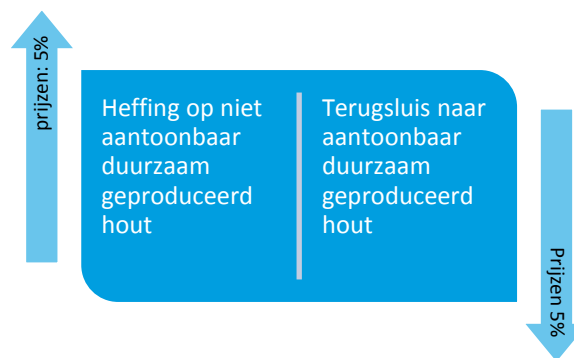 prijzen: 5%
Heffing op niet
aantoonbaar
duurzaam
geproduceerd
hout
Terugsluis naar
aantoonbaar
duurzaam
geproduceerd
hout
Prijzen 5%